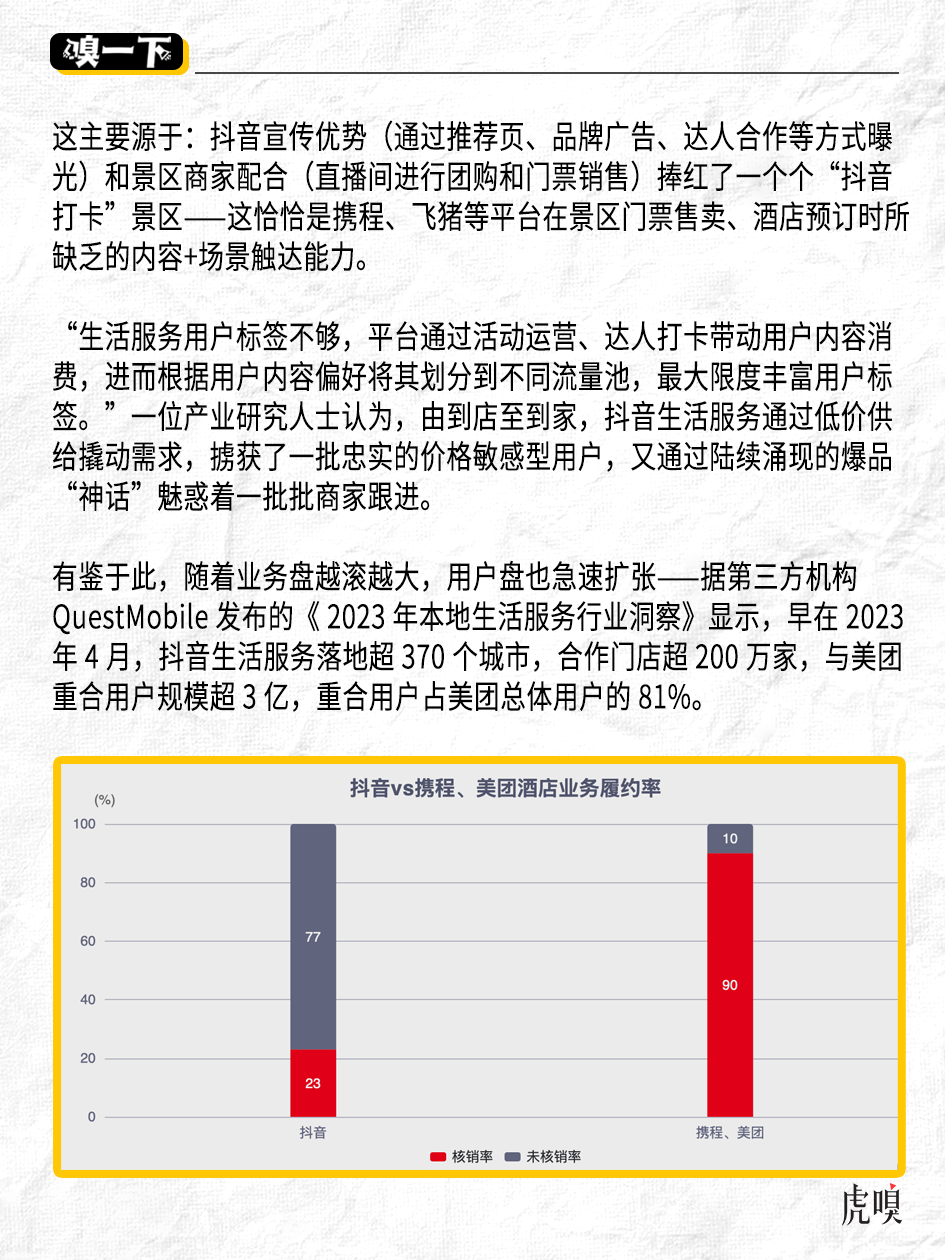 嗅一下
这主要源于：抖音宣传优势（通过推荐页、品牌广告、达人合作等方式曝
光）和景区商家配合（直播间进行团购和门票销售）捧红了一个个“抖音
打卡”景区——这恰恰是携程、飞猪等平台在景区门票售卖、酒店预订时所
缺乏的内容+场景触达能力。
“生活服务用户标签不够，平台通过活动运营、达人打卡带动用户内容消
费，进而根据用户内容偏好将其划分到不同流量池，最大限度丰富用户标
签。”一位产业研究人士认为，由到店至到家，抖音生活服务通过低价供
给撬动需求，掳获了一批忠实的价格敏感型用户，又通过陆续涌现的爆品
“神话”魅惑着一批批商家跟进。
有鉴于此，随着业务盘越滚越大，用户盘也急速扩张——据第三方机构
QuestMobile 发布的《 2023 年本地生活服务行业洞察》显示，早在 2023
年 4 月，抖音生活服务落地超 370 个城市，合作门店超 200 万家，与美团
重合用户规模超 3 亿，重合用户占美团总体用户的 81%。
抖音vs携程、美团酒店业务履约率
(%)
100
80
60
40
20
0
77
23
10
90
抖音
携程、美团
核销率
未核销率
虎嗅